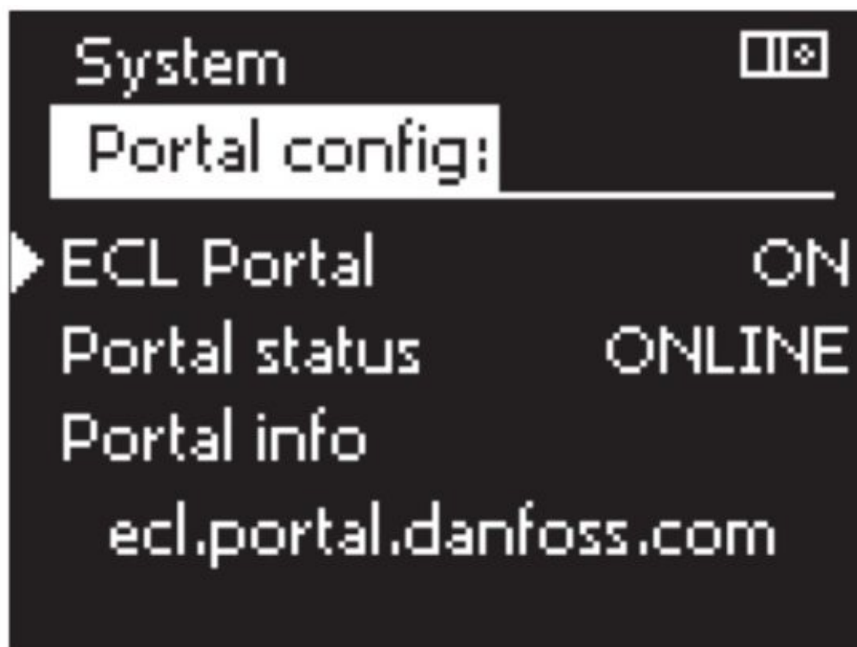 System
Portal config:
ECL Portal ON
Portal status ONLINE
Portal info
ecl.portal.danfoss.com